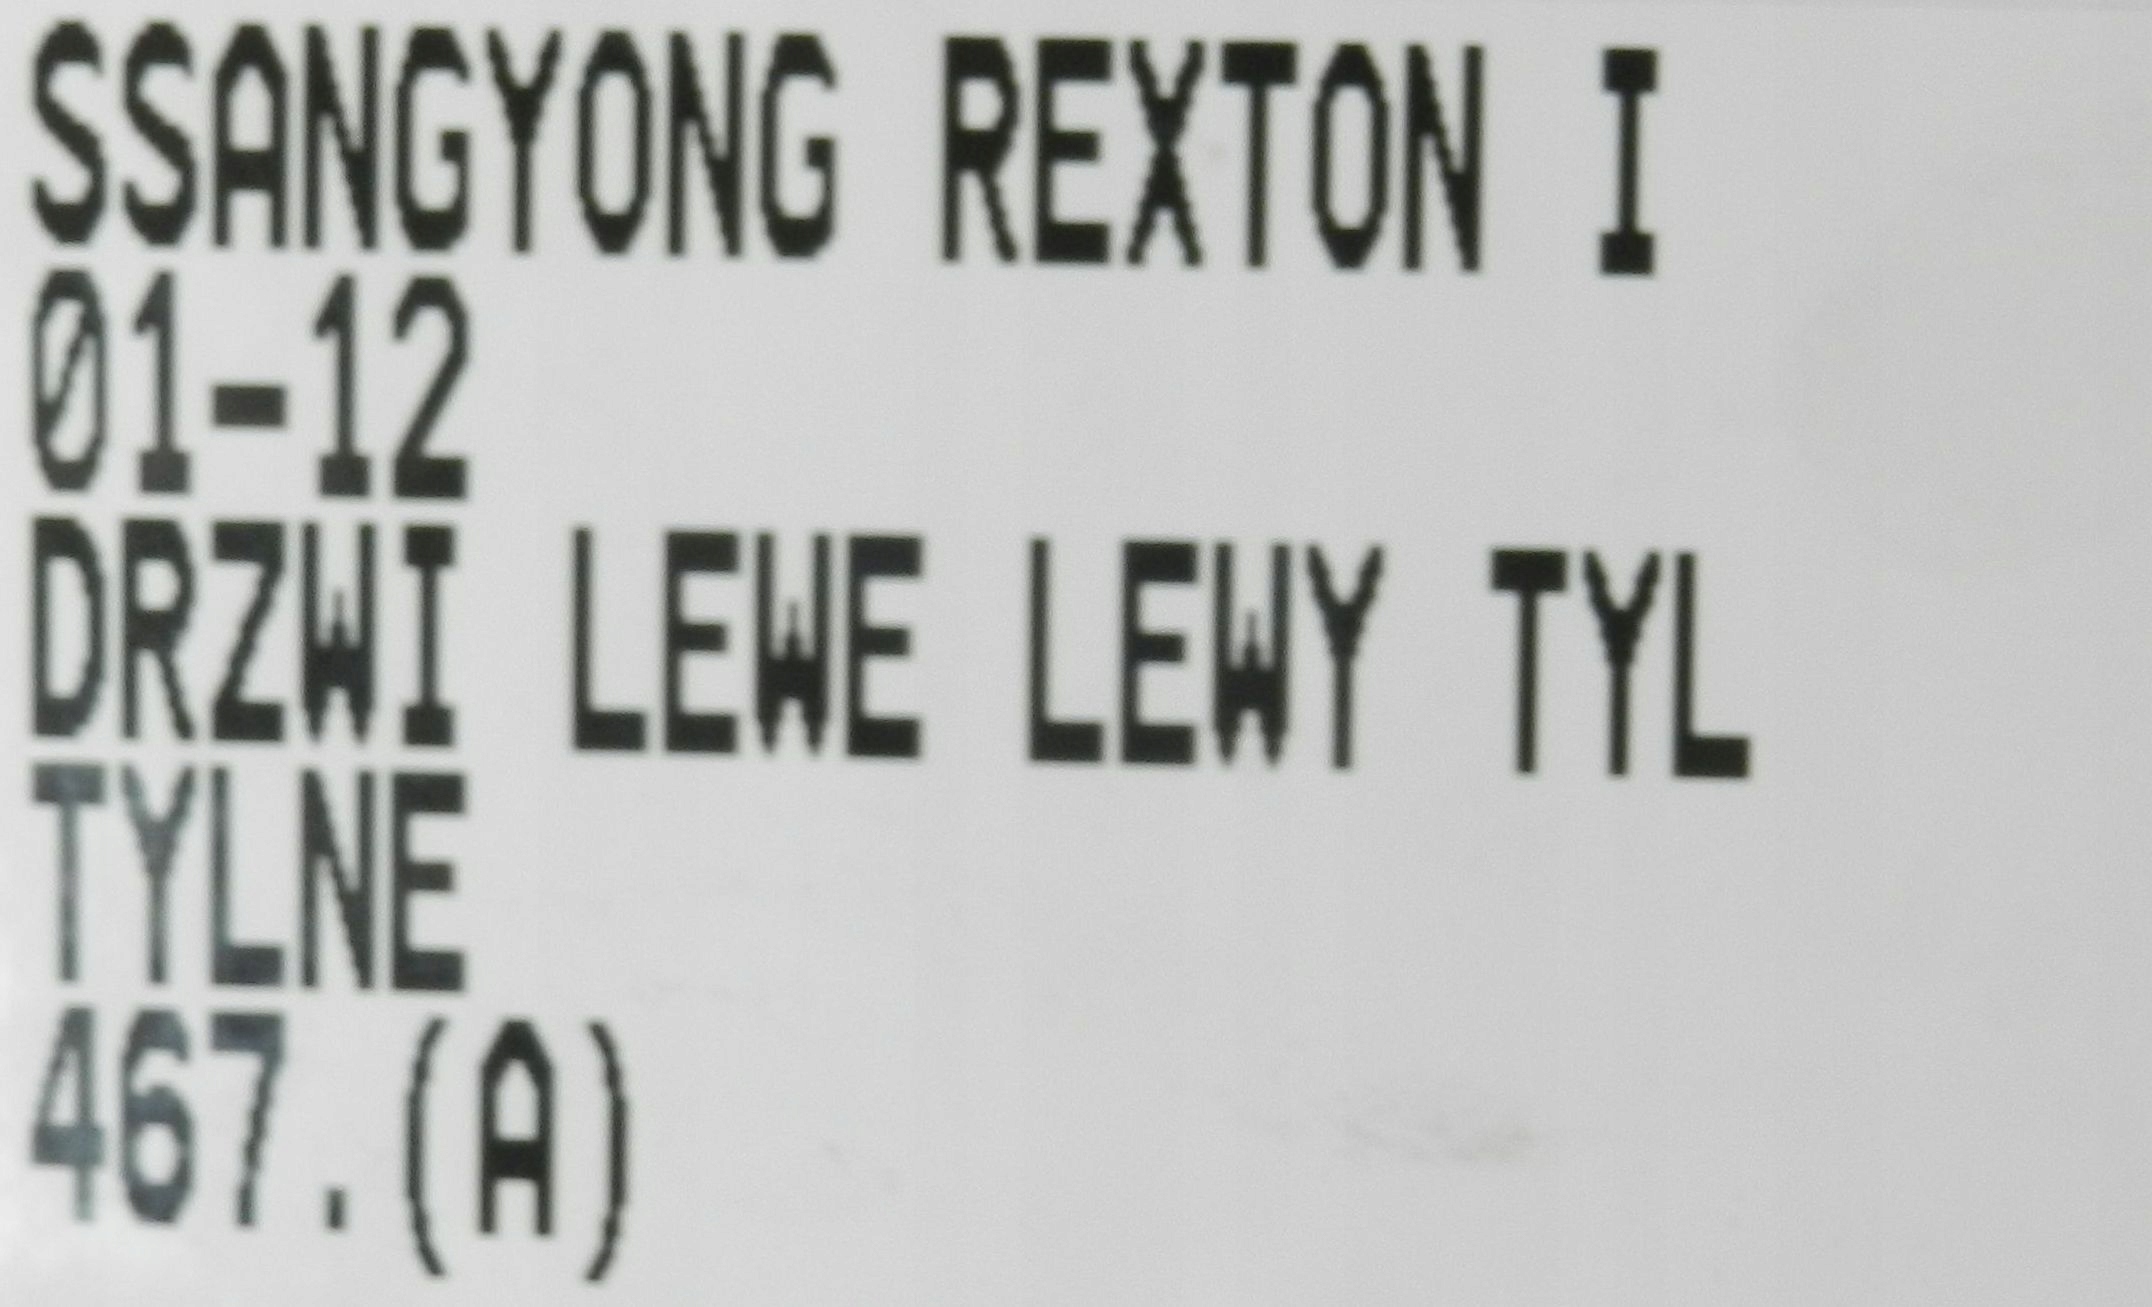 SSANGYONG REXTON I
01-12
DRZWI LEWE LEWY TYL
TYLNE
467.(A)